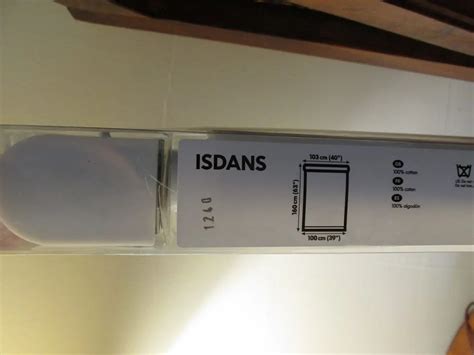 ISDANS
1240
103 cm (40")
160 cm (63")
100 cm (39")
100% cotton
100% cotton
100% algodón